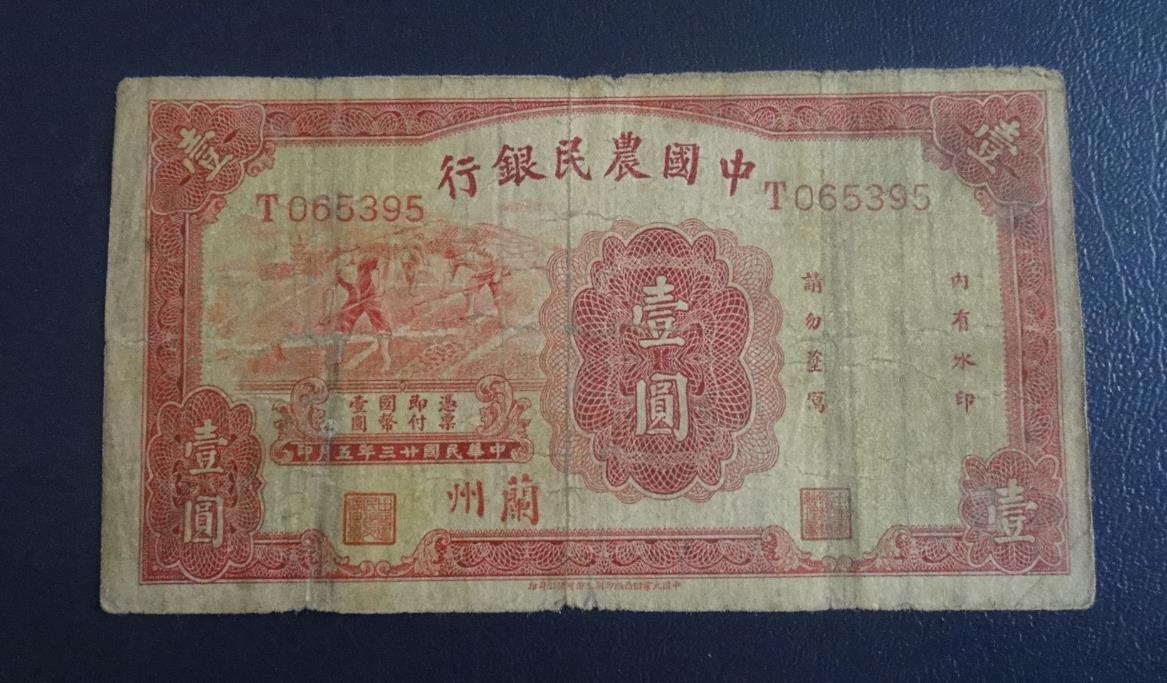 壹
壹
中國農民銀行
T065395
T065395
內有水印
請勿塗寫
壹圓
憑票
即付
國幣
壹圓
中華民國廿三年五月印
蘭州
壹圓
壹